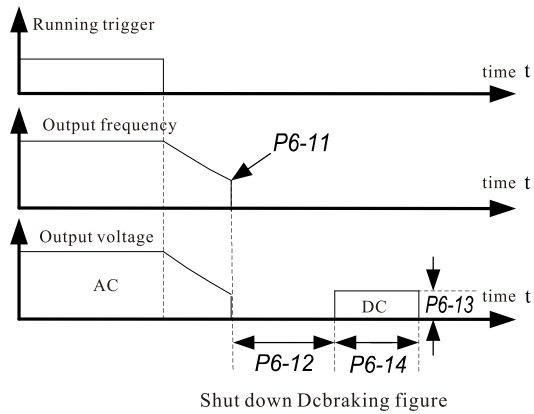 Running trigger
time t
Output frequency
P6-11
time t
Output voltage
AC
DC
P6-13
time t
P6-12
P6-14
Shut down Dcbraking figure